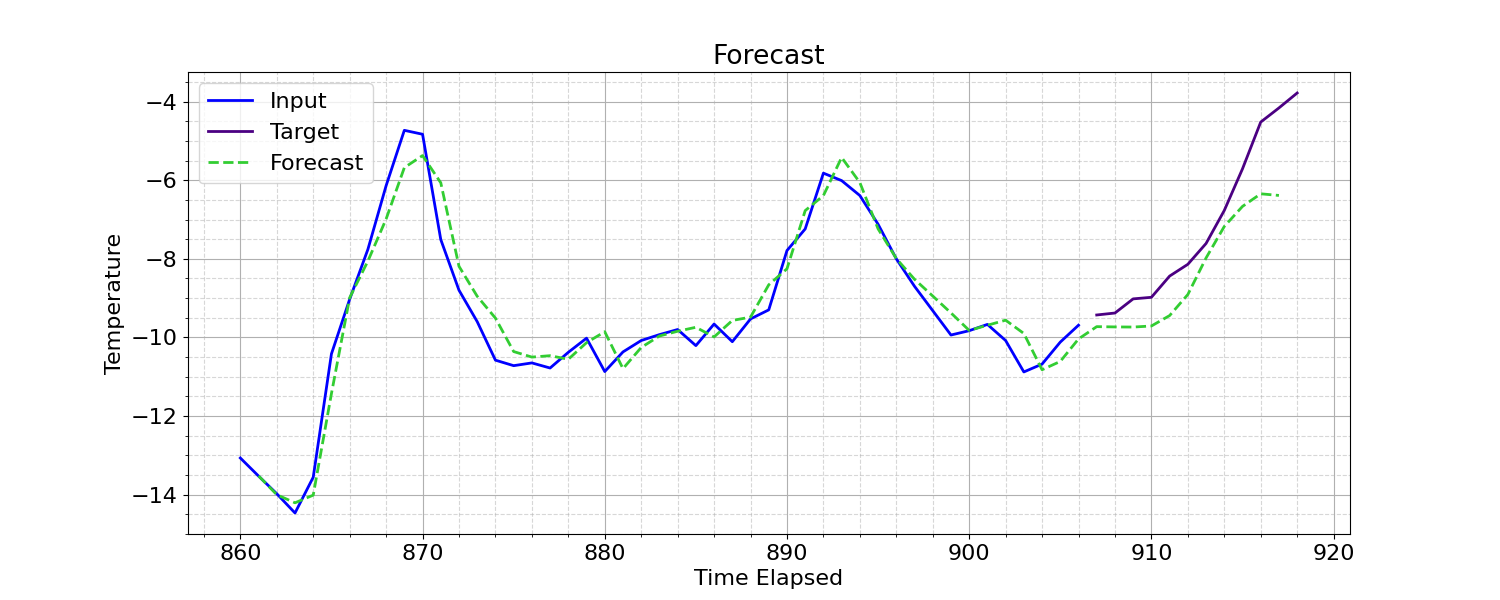 Forecast
Input
Target
Forecast
Temperature
−4
−6
−8
−10
−12
−14
860 870 880 890 900 910 920
Time Elapsed